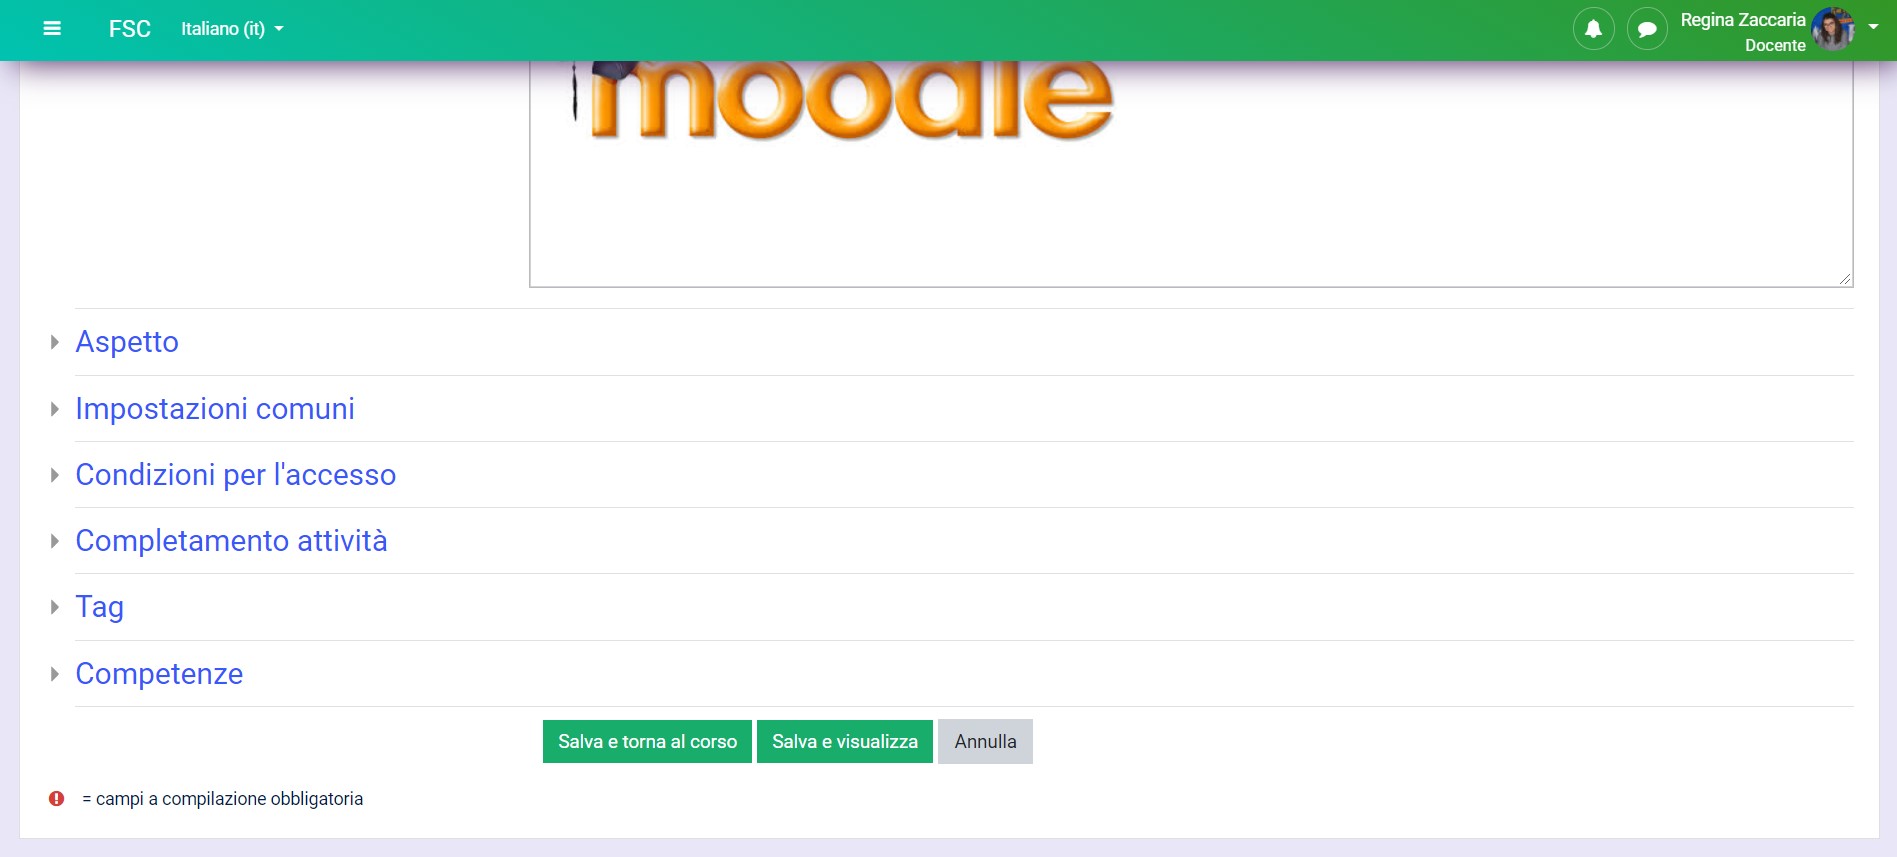 FSC
Italiano (it)
Regina Zaccaria
Docente
moodle
Aspetto
Impostazioni comuni
Condizioni per l'accesso
Completamento attività
Tag
Competenze
Salva e torna al corso
Salva e visualizza
Annulla
= campi a compilazione obbligatoria